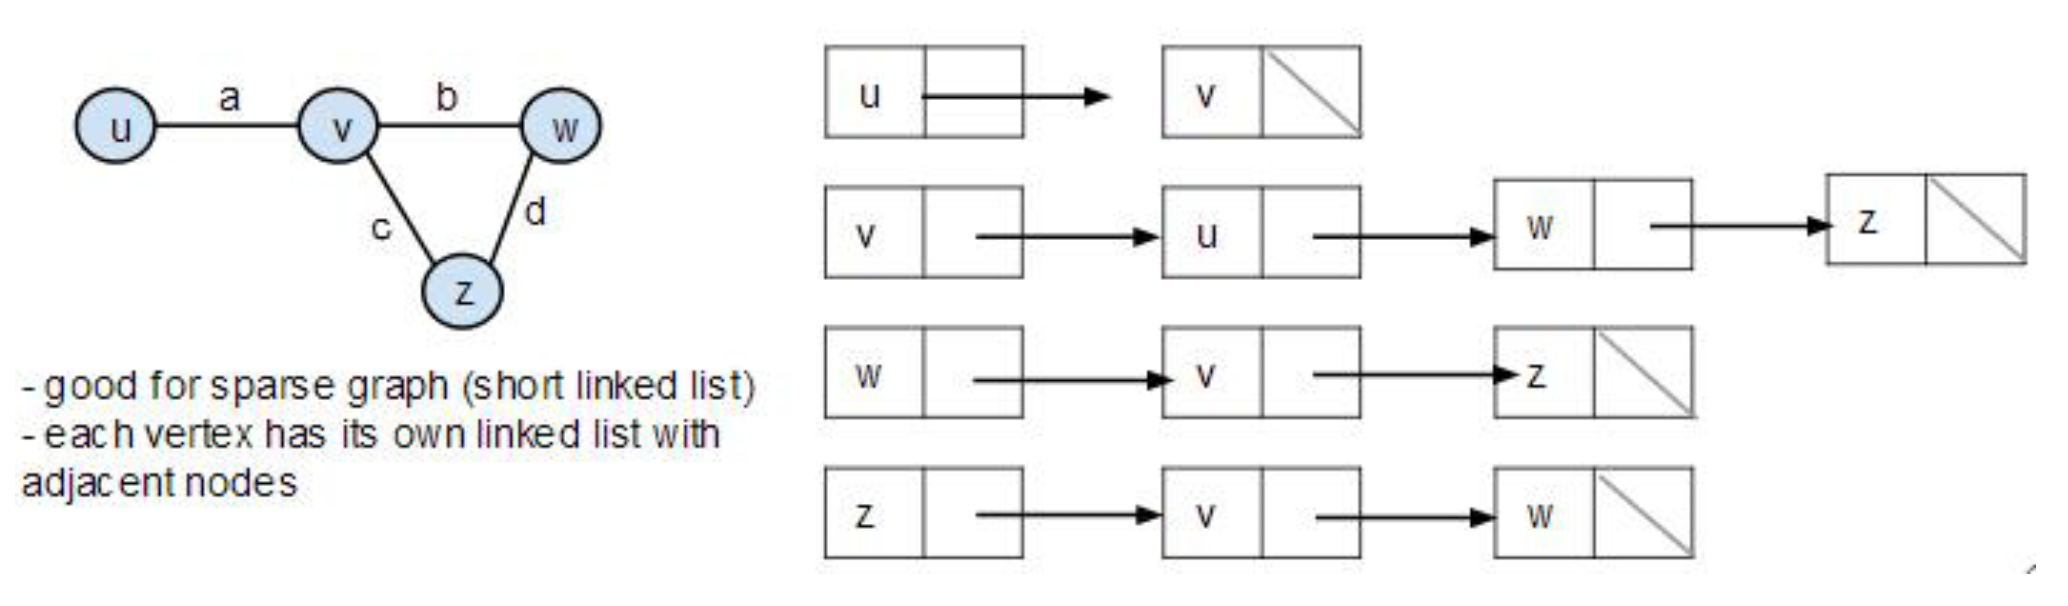 a b
u v w
c d
z
- good for sparse graph (short linked list)
- each vertex has its own linked list with
adjacent nodes
u v
v u w z
w v z
z v w